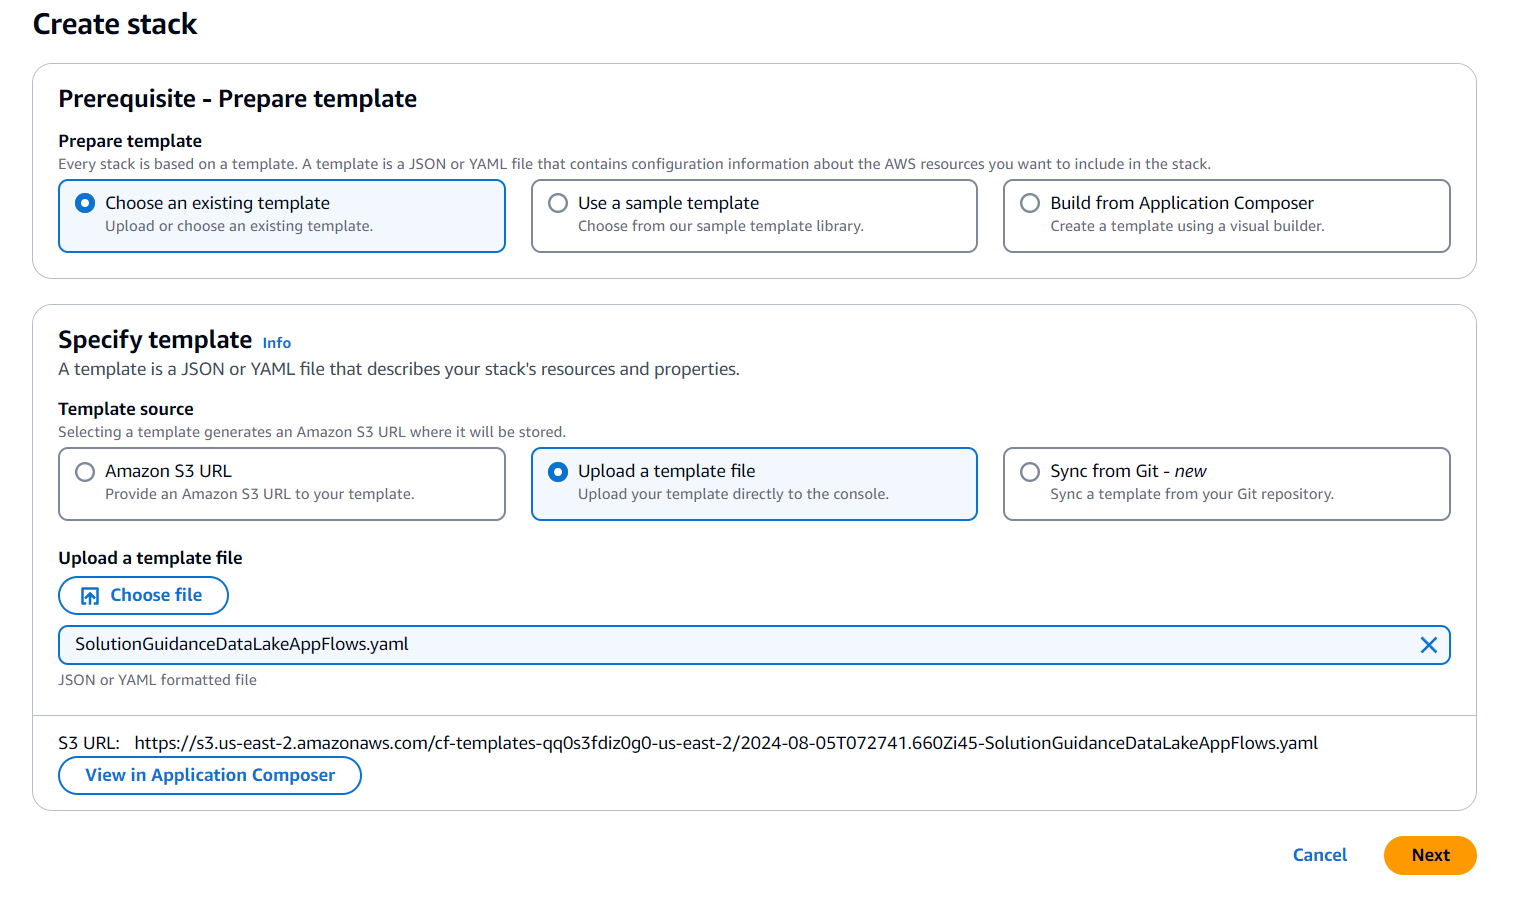 Create stack
Prerequisite - Prepare template
Prepare template
Every stack is based on a template. A template is a JSON or YAML file that contains configuration information about the AWS resources you want to include in the stack.
Choose an existing template
Upload or choose an existing template.
Use a sample template
Choose from our sample template library.
Build from Application Composer
Create a template using a visual builder.
Specify template Info
A template is a JSON or YAML file that describes your stack's resources and properties.
Template source
Selecting a template generates an Amazon S3 URL where it will be stored.
Amazon S3 URL
Provide an Amazon S3 URL to your template.
Upload a template file
Upload your template directly to the console.
Sync from Git - new
Sync a template from your Git repository.
Upload a template file
Choose file
SolutionGuidanceDataLakeAppFlows.yaml
JSON or YAML formatted file
S3 URL: https://s3.us-east-2.amazonaws.com/cf-templates-qq0s3fdiz0g0-us-east-2/2024-08-05T072741.660Zi45-SolutionGuidanceDataLakeAppFlows.yaml
View in Application Composer
Cancel
Next